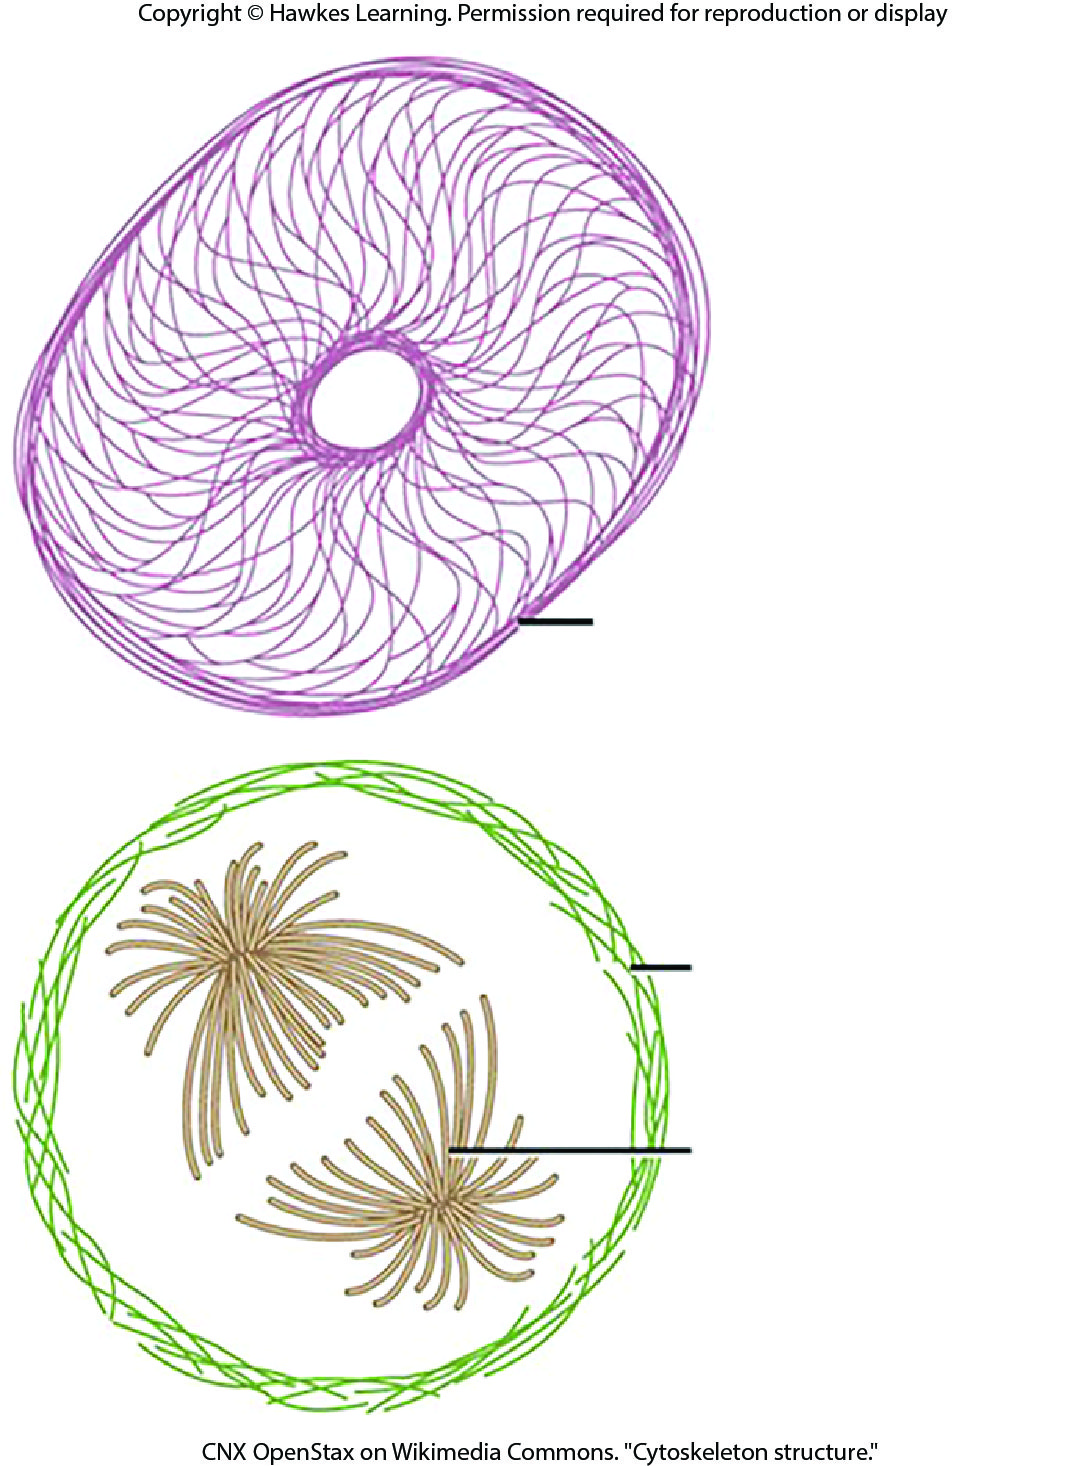 Copyright © Hawkes Learning. Permission required for reproduction or display
CNX OpenStax on Wikimedia Commons. "Cytoskeleton structure."